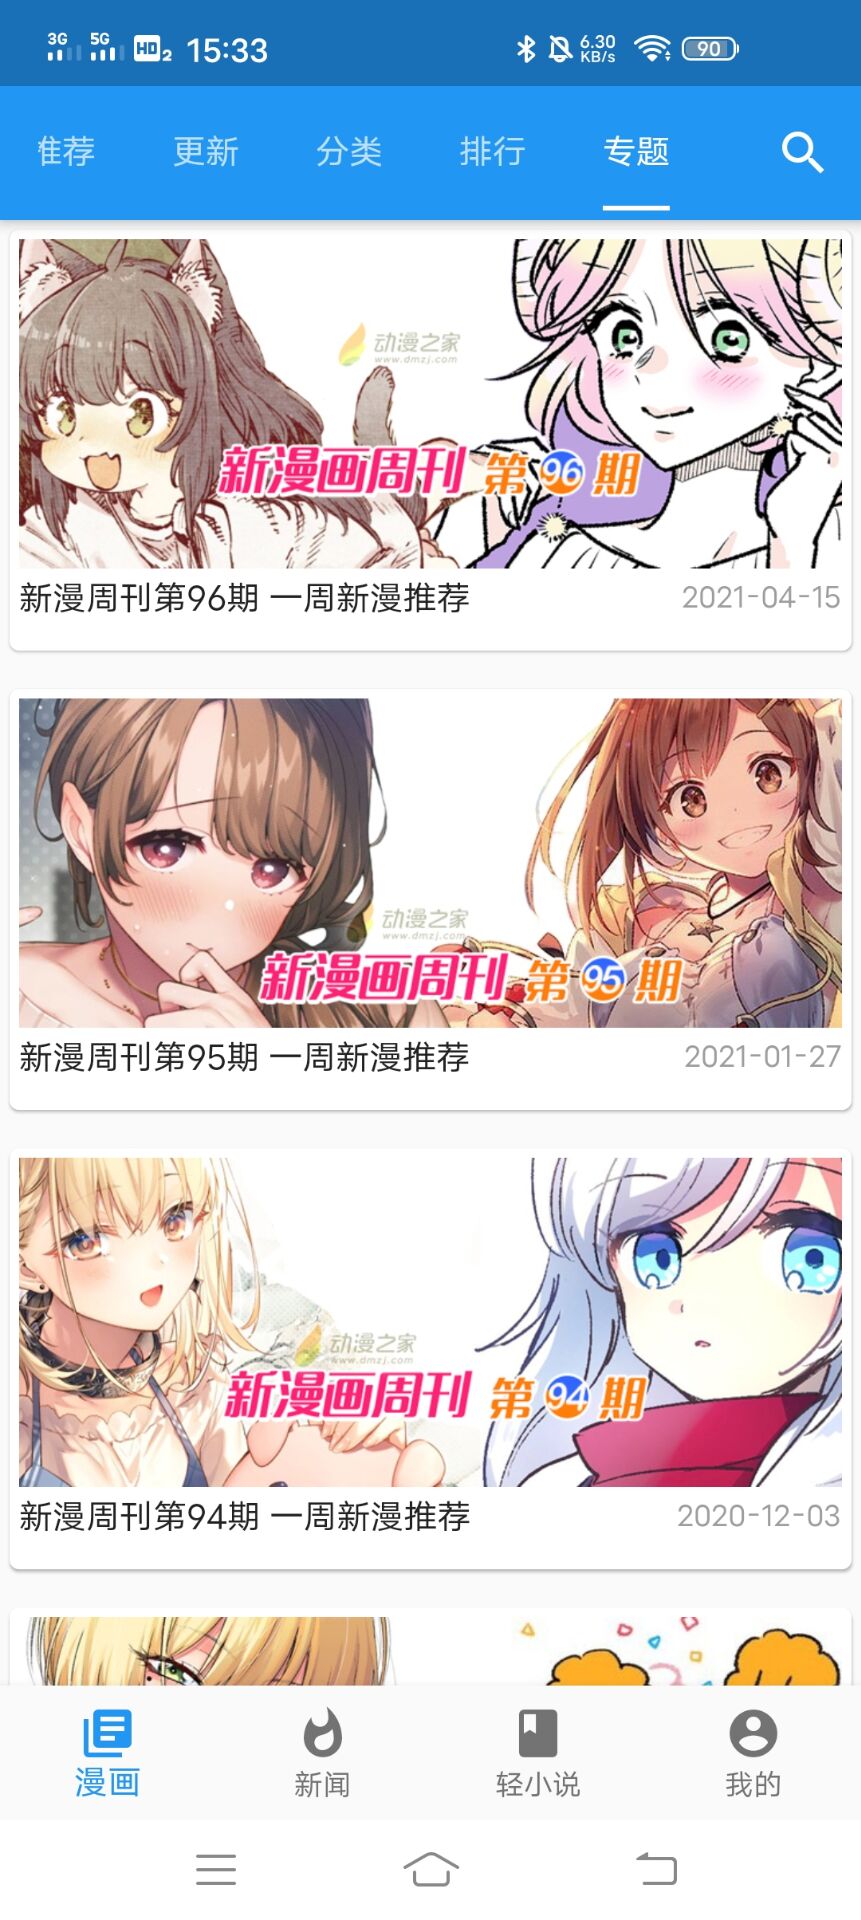 3G 5G HD2 15:33 6.30 KB/s 90
推荐 更新 分类 排行 专题
动漫之家
www.dmzj.com
新漫画周刊 第96期
新漫周刊第96期 一周新漫推荐 2021-04-15
动漫之家
www.dmzj.com
新漫画周刊 第95期
新漫周刊第95期 一周新漫推荐 2021-01-27
动漫之家
www.dmzj.com
新漫画周刊 第94期
新漫周刊第94期 一周新漫推荐 2020-12-03
漫画 新闻 轻小说 我的